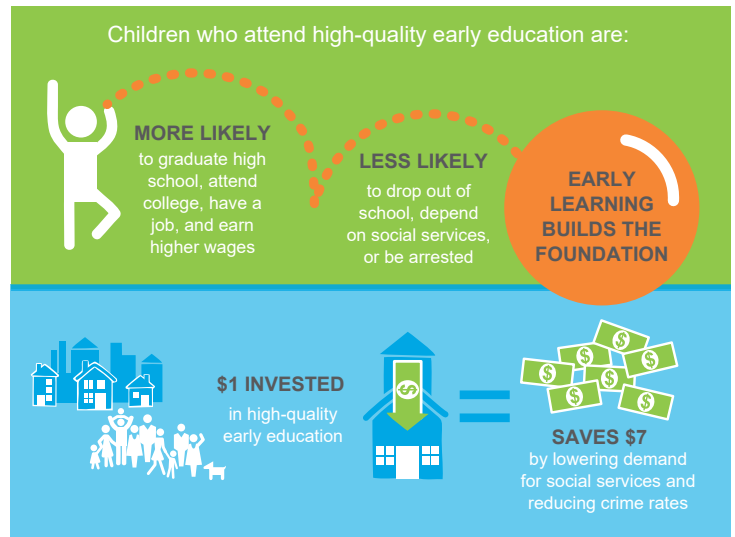 Children who attend high-quality early education are:
MORE LIKELY
to graduate high
school, attend
college, have a
job, and earn
higher wages
LESS LIKELY
to drop out of
school, depend
on social services,
or be arrested
EARLY
LEARNING
BUILDS THE
FOUNDATION
$1 INVESTED
in high-quality
early education
$
$
$
$
$
$
$
SAVES $7
by lowering demand
for social services and
reducing crime rates